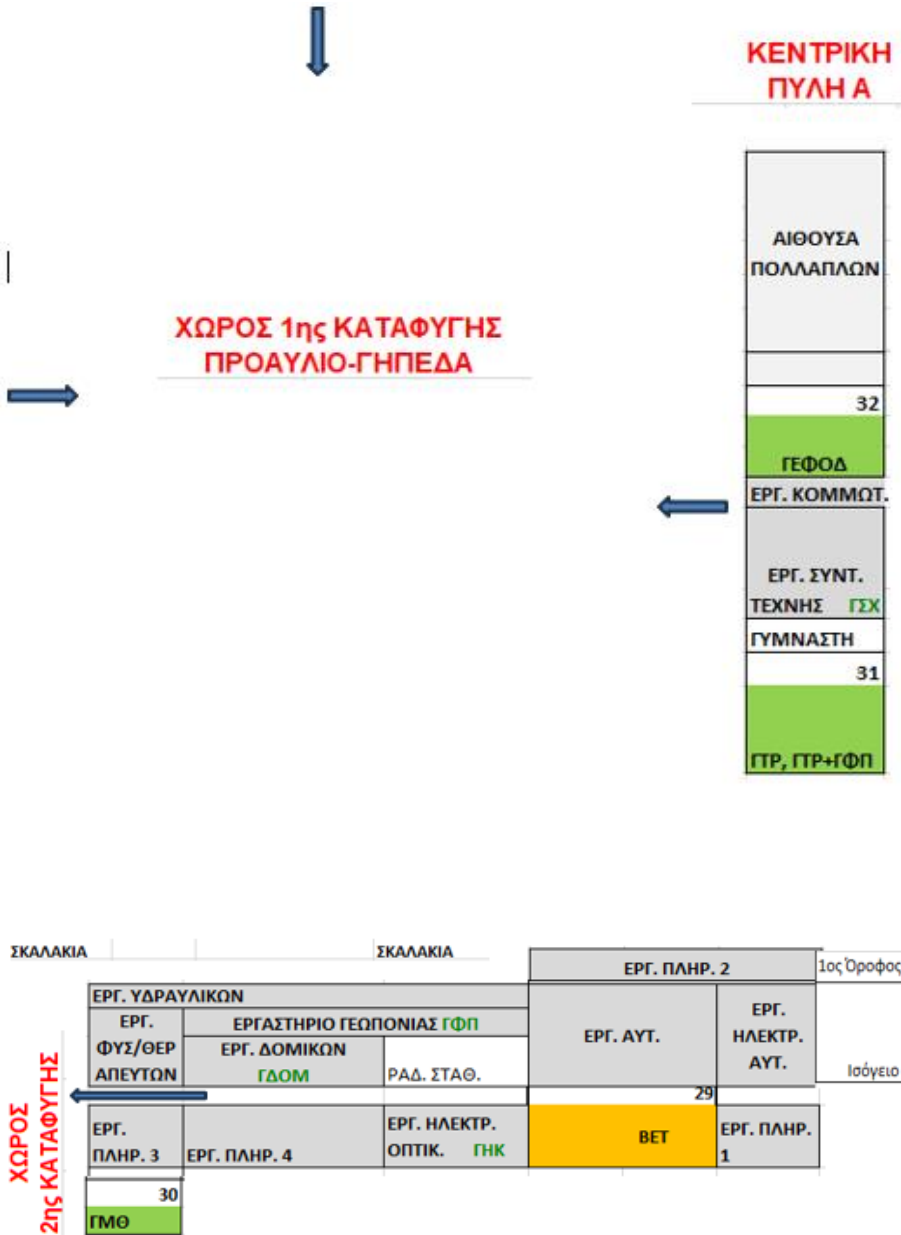 ΚΕΝΤΡΙΚΗ
ΠΥΛΗ Α
ΑΙΘΟΥΣΑ
ΠΟΛΛΑΠΛΩΝ
ΧΩΡΟΣ 1ης ΚΑΤΑΦΥΓΗΣ
ΠΡΟΑΥΛΙΟ-ΓΗΠΕΔΑ
32
ΓΕΦΟΔ
ΕΡΓ. ΚΟΜΜΩΤ.
ΕΡΓ. ΣΥΝΤ.
ΤΕΧΝΗΣ ΓΣΧ
ΓΥΜΝΑΣΤΗ
31
ΓΤΡ, ΓΤΡ+ΓΦΠ
ΣΚΑΛΑΚΙΑ
ΣΚΑΛΑΚΙΑ
ΕΡΓ. ΠΛΗΡ. 2
1ος Όροφος
ΕΡΓ. ΥΔΡΑΥΛΙΚΩΝ
ΕΡΓ.
ΦΥΣ/ΘΕΡ
ΑΠΕΥΤΩΝ
ΕΡΓΑΣΤΗΡΙΟ ΓΕΩΠΟΝΙΑΣ ΓΦΠ
ΕΡΓ. ΔΟΜΙΚΩΝ
ΓΔΟΜ
ΡΑΔ. ΣΤΑΘ.
ΕΡΓ. ΑΥΤ.
ΕΡΓ.
ΗΛΕΚΤΡ.
ΑΥΤ.
Ισόγειο
ΧΩΡΟΣ
2ης ΚΑΤΑΦΥΓΗΣ
29
ΕΡΓ.
ΠΛΗΡ. 3
ΕΡΓ. ΠΛΗΡ. 4
ΕΡΓ. ΗΛΕΚΤΡ.
ΟΠΤΙΚ. ΓΗΚ
ΒΕΤ
ΕΡΓ. ΠΛΗΡ.
1
30
ΓΜΘ